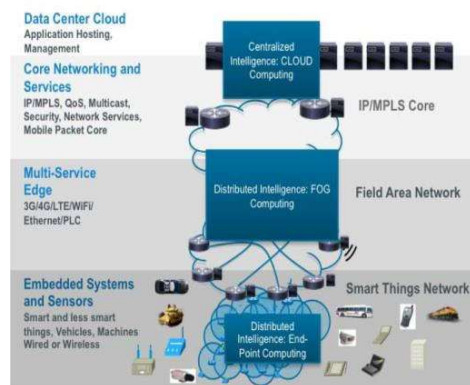 Data Center Cloud
Application Hosting,
Management
Centralized
Intelligence: CLOUD
Computing
Core Networking and
Services
IP/MPLS, QoS, Multicast,
Security, Network Services,
Mobile Packet Core
IP/MPLS Core
Multi-Service
Edge
3G/4G/LTE/WiFi/
Ethernet/PLC
Distributed Intelligence: FOG
Computing
Field Area Network
Embedded Systems
and Sensors
Smart and less smart
things, Vehicles, Machines
Wired or Wireless
Smart Things Network
Distributed
Intelligence: End-
Point Computing